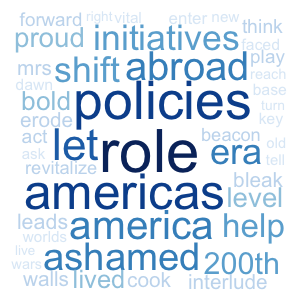 forward right vital enter new
proud initiatives think
faced
mrs shift abroad play
reach
dawn
bold policies base
turn
erode key
act let role beacon
era old
ask tell
revitalize
americas bleak
level
leads america help
worlds
live ashamed
wars 200th
walls lived cook interlude